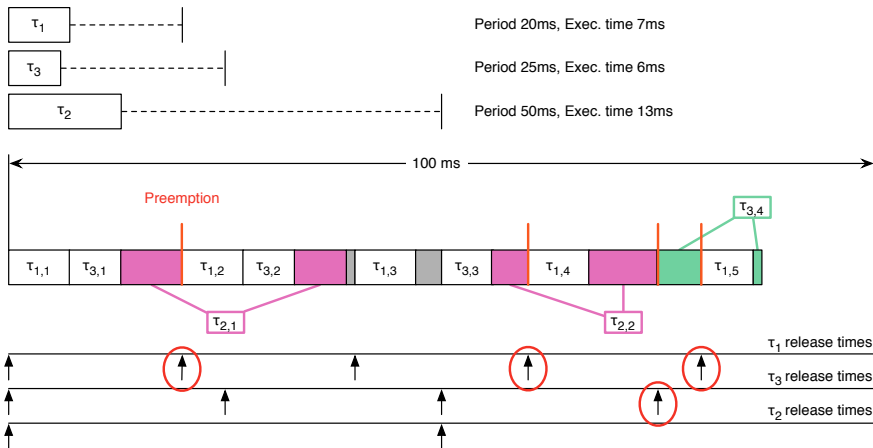 τ1
Period 20ms, Exec. time 7ms
τ3
Period 25ms, Exec. time 6ms
τ2
Period 50ms, Exec. time 13ms
100 ms
Preemption
τ3,4
τ1,1
τ3,1
τ1,2
τ3,2
τ1,3
τ3,3
τ1,4
τ1,5
τ2,1
τ2,2
τ1 release times
τ3 release times
τ2 release times